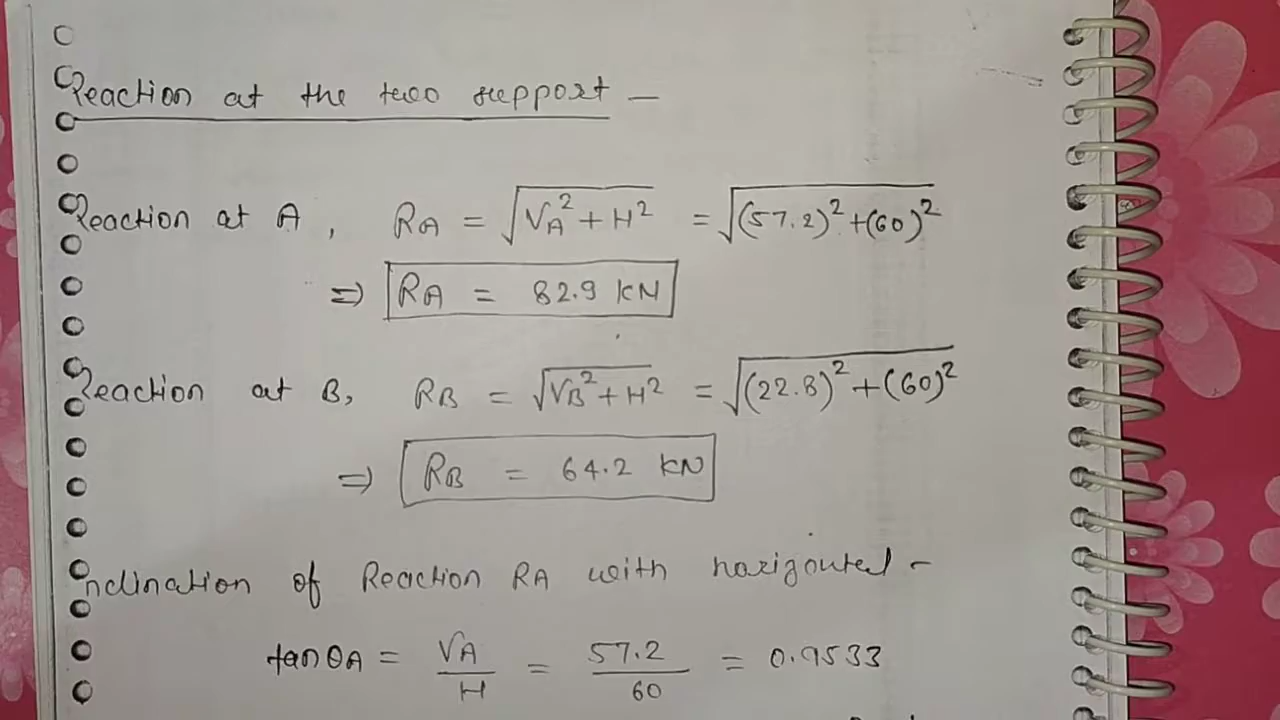 Reaction at the two support –
Reaction at A, RA = √(VA² + H²) = √((57.2)² + (60)²)
⇒ RA = 82.9 KN
Reaction at B, RB = √(VB² + H²) = √((22.8)² + (60)²)
⇒ RB = 64.2 KN
Inclination of Reaction RA with horizontal –
tan θA = VA/H = 57.2/60 = 0.9533